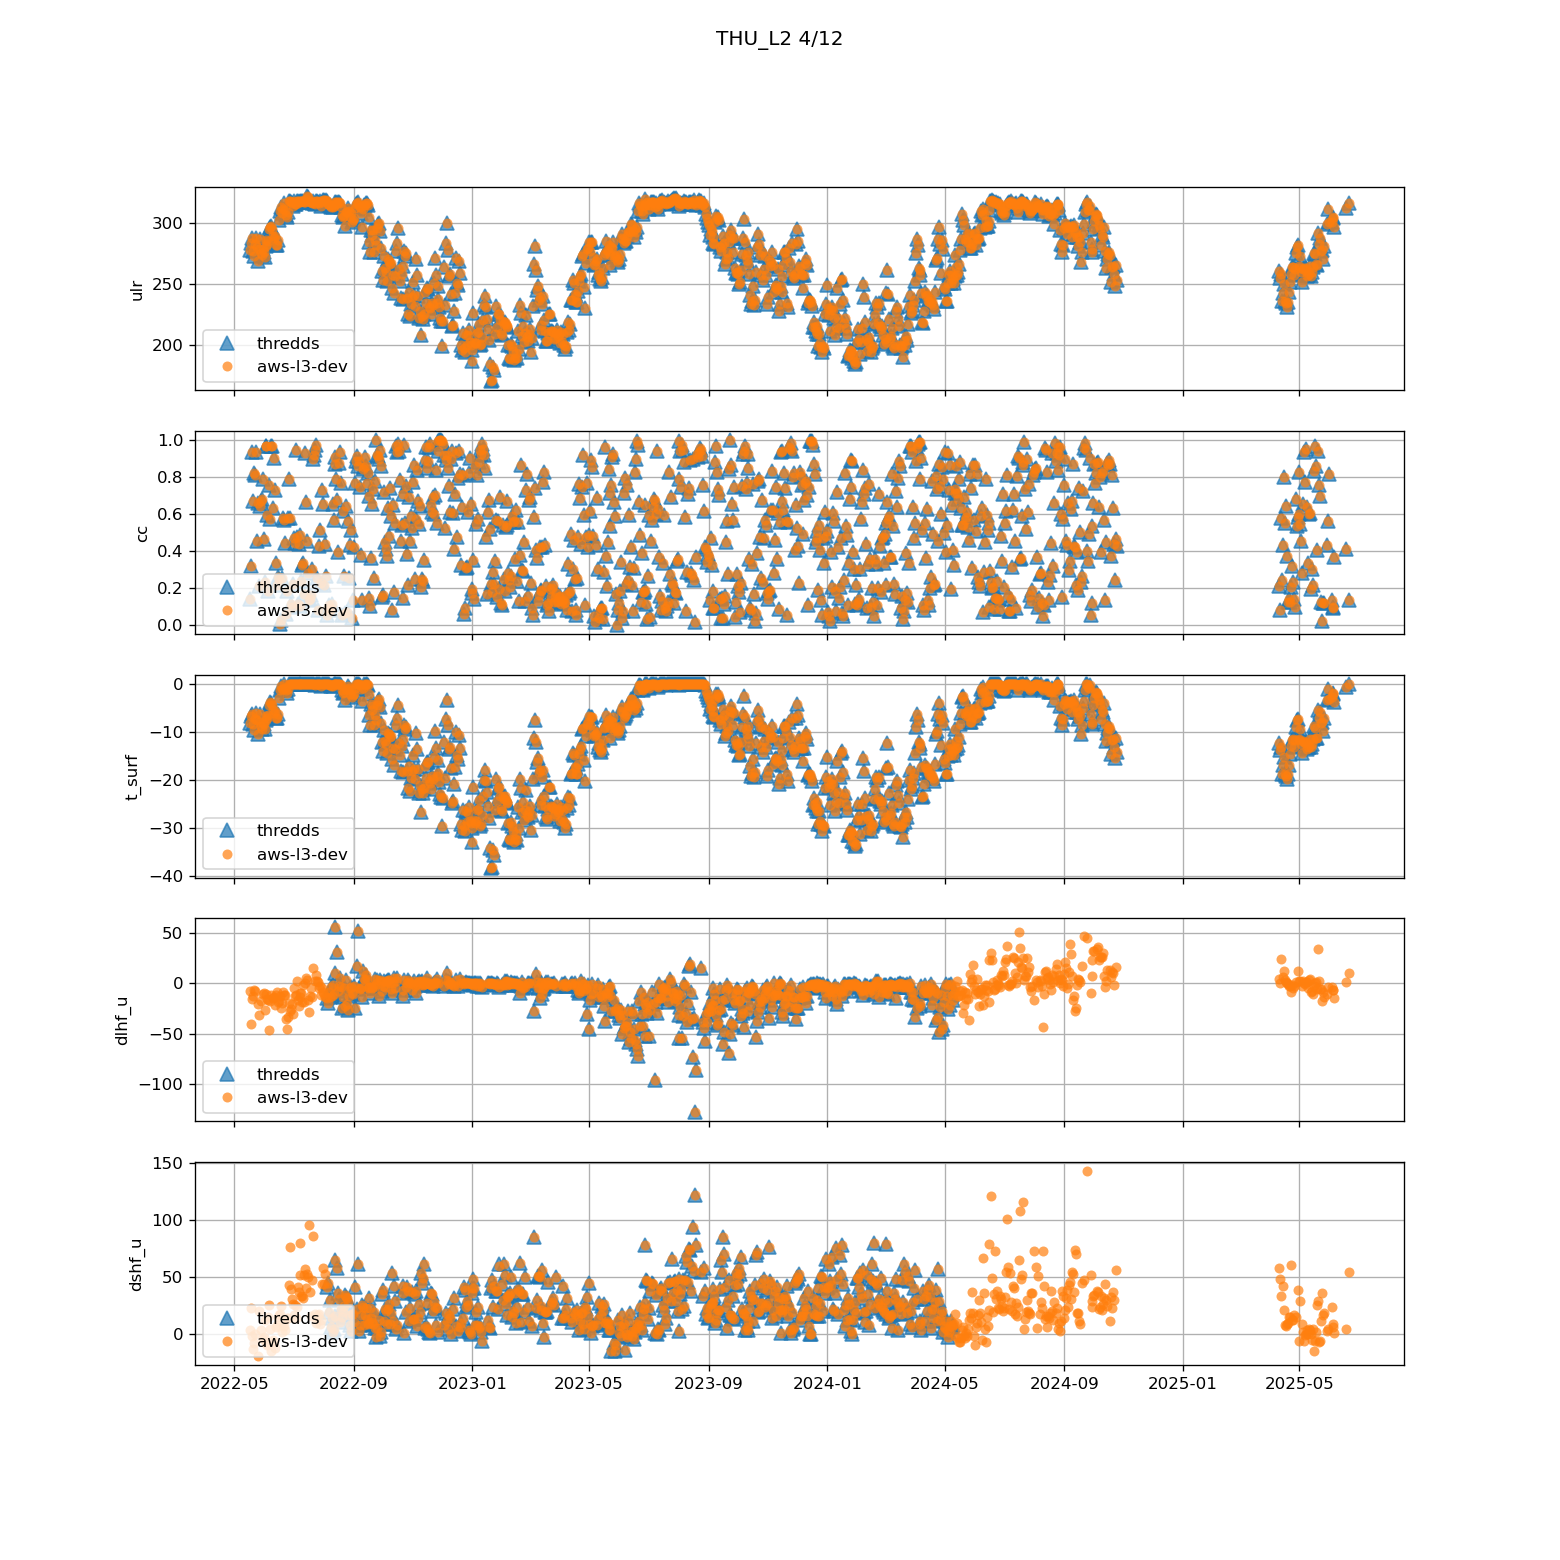 THU_L2 4/12
300
250
200
ulr
thredds
aws-l3-dev
1.0
0.8
0.6
0.4
0.2
0.0
cc
thredds
aws-l3-dev
0
−10
−20
−30
−40
t_surf
thredds
aws-l3-dev
50
0
−50
−100
dlhf_u
thredds
aws-l3-dev
150
100
50
0
dshf_u
thredds
aws-l3-dev
2022-05 2022-09 2023-01 2023-05 2023-09 2024-01 2024-05 2024-09 2025-01 2025-05